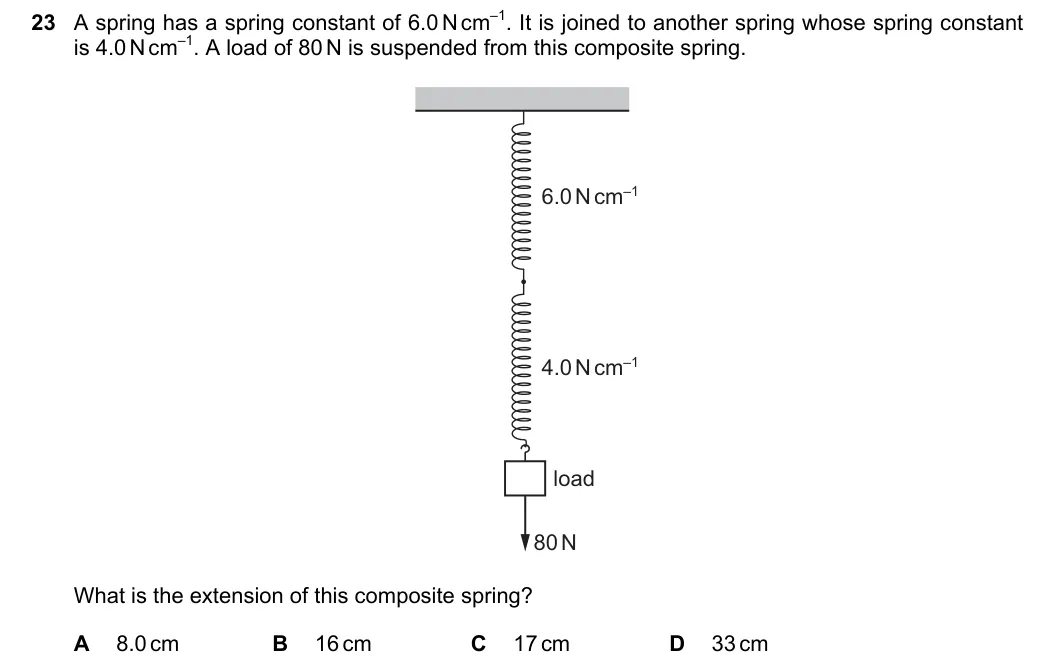 23 A spring has a spring constant of 6.0 N cm⁻¹. It is joined to another spring whose spring constant
is 4.0 N cm⁻¹. A load of 80 N is suspended from this composite spring.
6.0 N cm⁻¹
4.0 N cm⁻¹
load
80 N
What is the extension of this composite spring?
A 8.0 cm B 16 cm C 17 cm D 33 cm